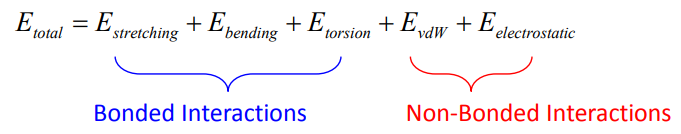 E_total = E_stretching + E_bending + E_torsion + E_vdW + E_electrostatic
Bonded Interactions Non-Bonded Interactions